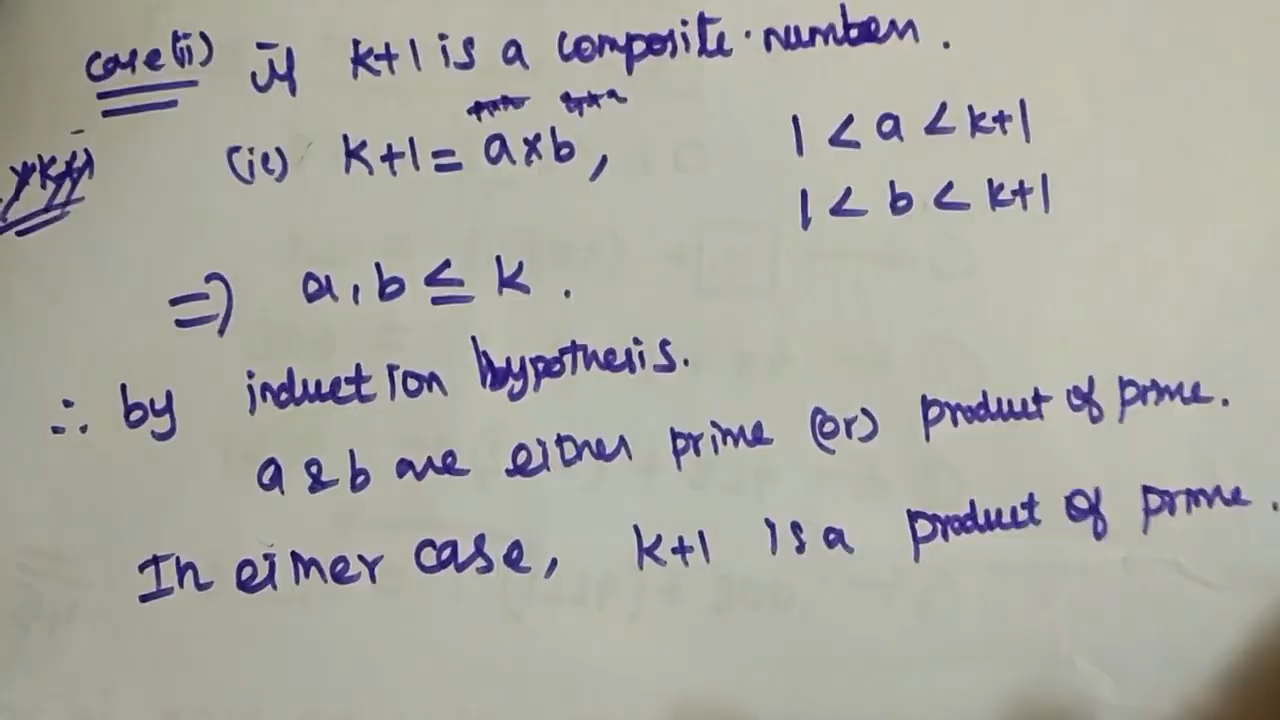 case(ii) if k+1 is a composite number.
(ie) k+1 = a×b, 1 < a < k+1
1 < b < k+1
=> a, b ≤ k.
∴ by induction hypothesis.
a & b are either prime (or) product of prime.
In either case, k+1 is a product of prime.